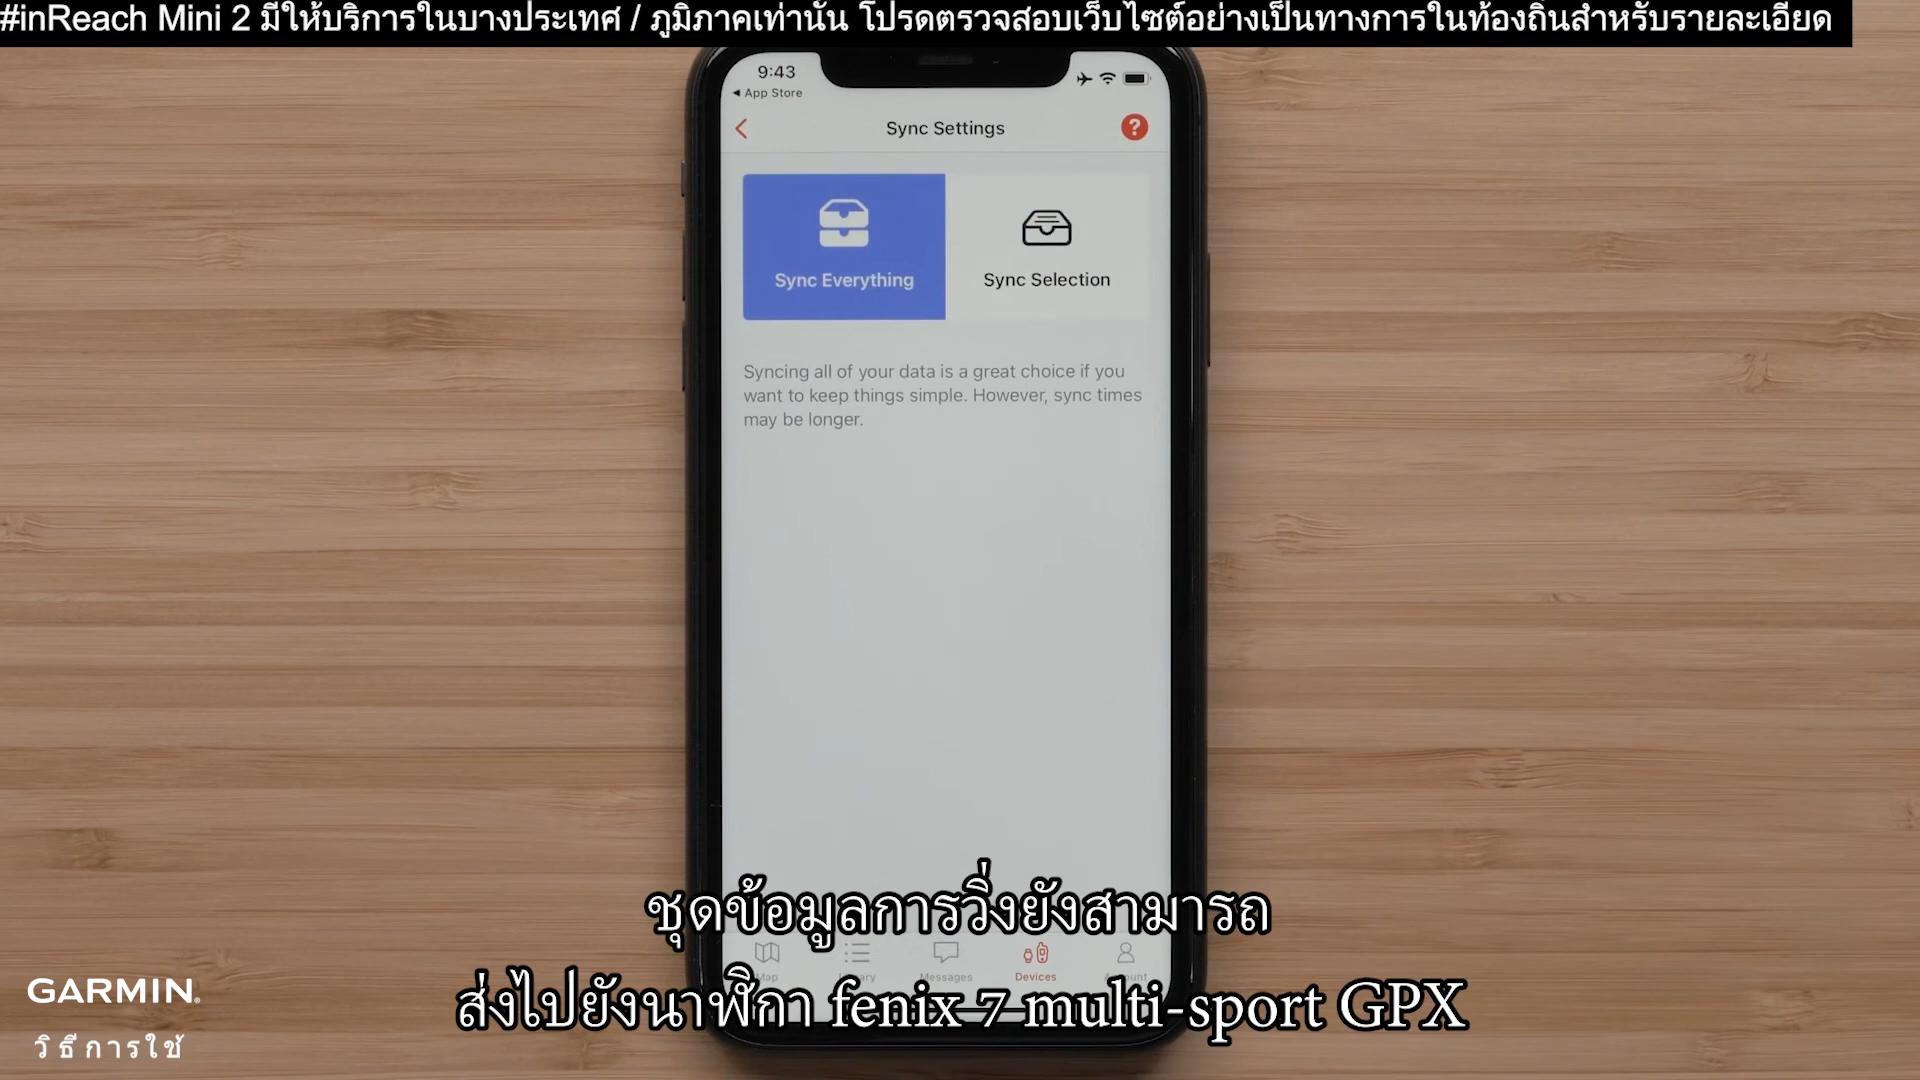 #inReach Mini 2 มีให้บริการในบางประเทศ / ภูมิภาคเท่านั้น โปรดตรวจสอบเว็บไซต์อย่างเป็นทางการในท้องถิ่นสำหรับรายละเอียด
9:43
◀ App Store
Sync Settings
?
Sync Everything
Sync Selection
Syncing all of your data is a great choice if you
want to keep things simple. However, sync times
may be longer.
ชุดข้อมูลการวิ่งยังสามารถ
Map
Messages
Devices
ส่งไปยังนาฬิกา fenix 7 multi-sport GPX
GARMIN
วิธีการใช้